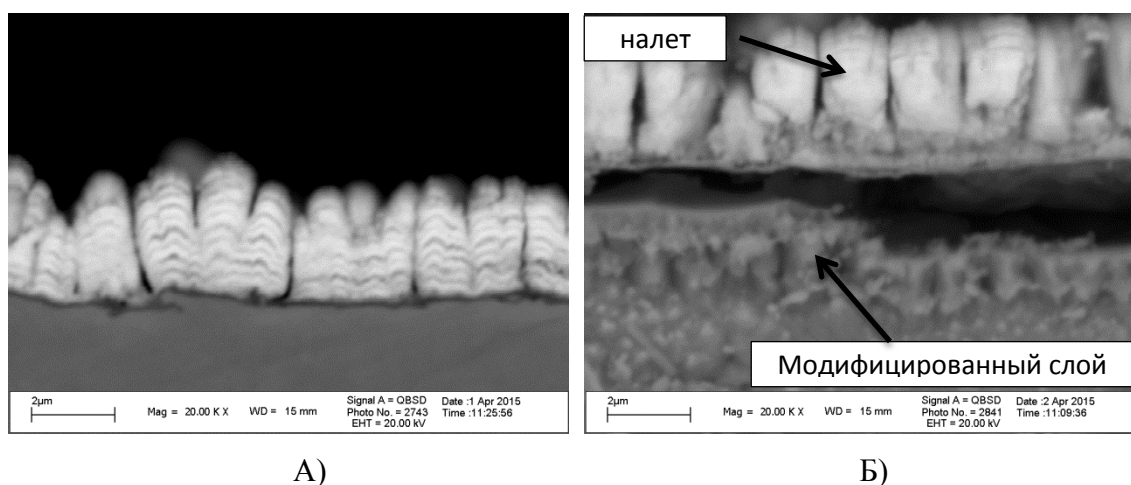 налет
Модифицированный слой
2µm
Mag = 20.00 K X
WD = 15 mm
Signal A = QBSD
Photo No. = 2743
EHT = 20.00 kV
Date :1 Apr 2015
Time :11:25:56
2µm
Mag = 20.00 K X
WD = 15 mm
Signal A = QBSD
Photo No. = 2841
EHT = 20.00 kV
Date :2 Apr 2015
Time :11:09:36
А)
Б)